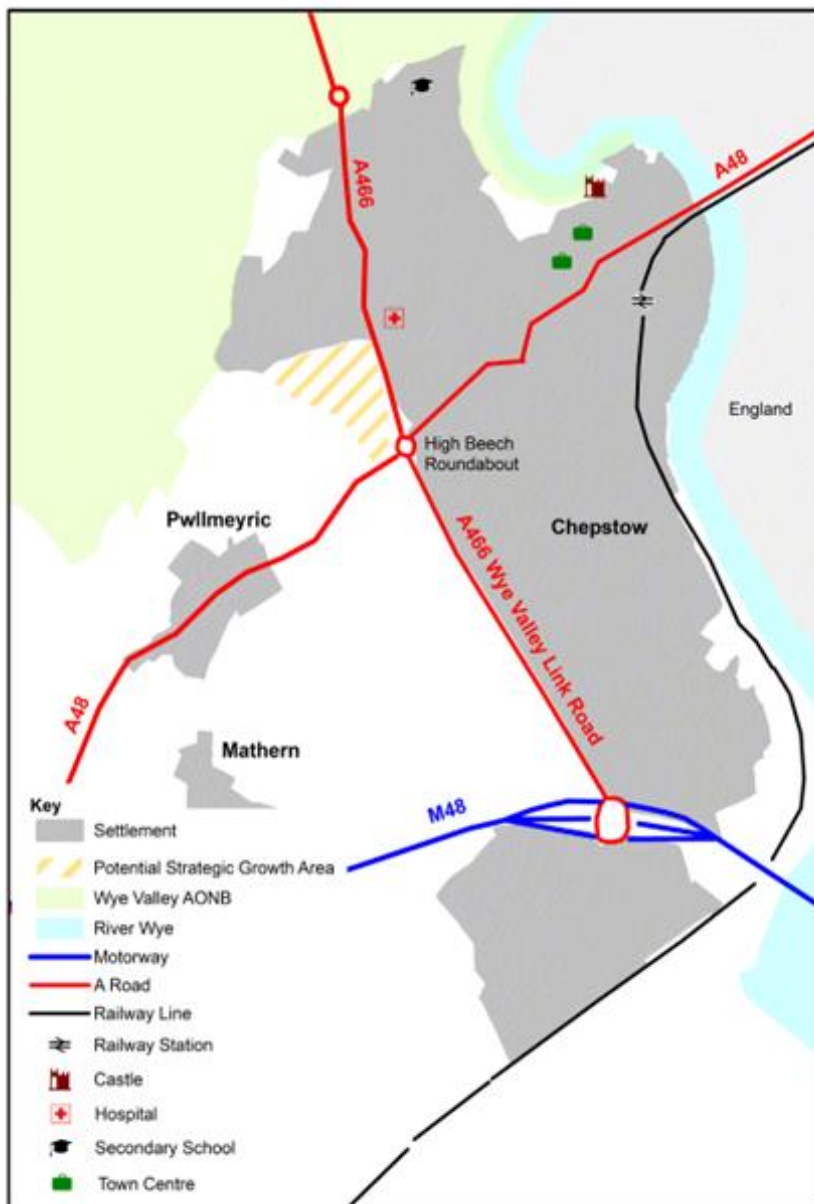 A466
A48
England
High Beech
Roundabout
Pwllmeyric
Chepstow
A466 Wye Valley Link Road
A48
Mathern
M48
Key
Settlement
Potential Strategic Growth Area
Wye Valley AONB
River Wye
Motorway
A Road
Railway Line
Railway Station
Castle
Hospital
Secondary School
Town Centre